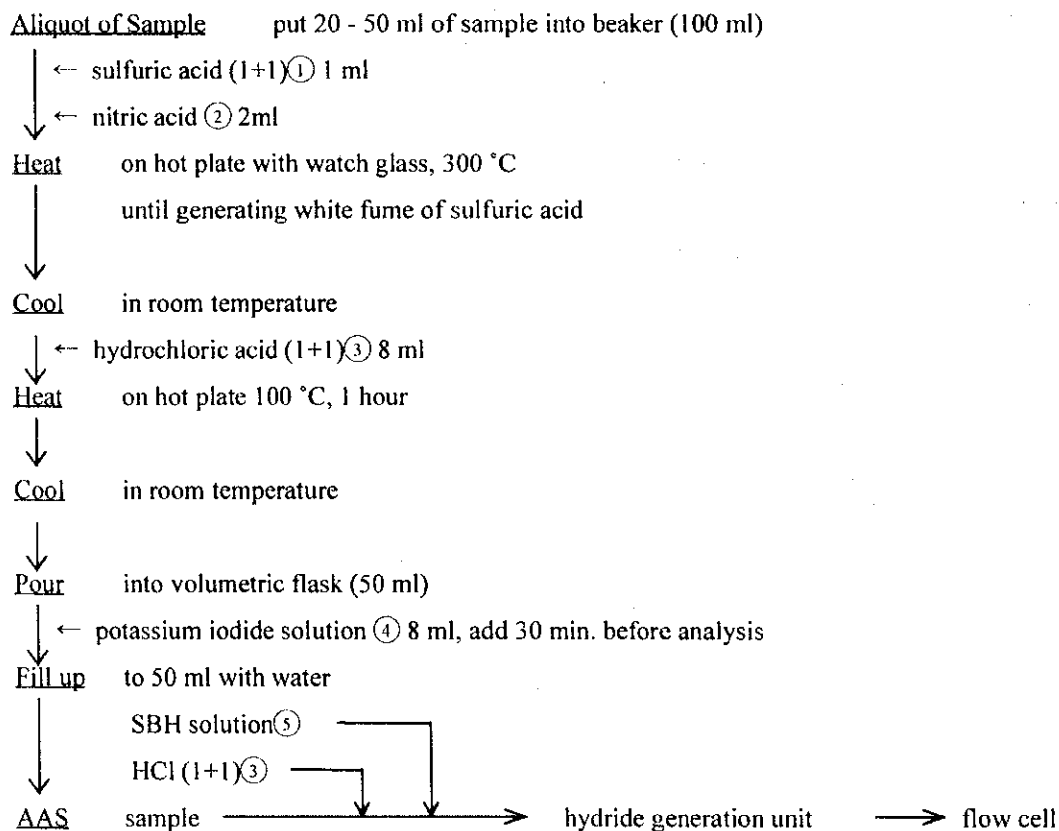 Aliquot of Sample put 20 - 50 ml of sample into beaker (100 ml)
← sulfuric acid (1+1)① 1 ml
← nitric acid ② 2ml
Heat on hot plate with watch glass, 300 ˚C
until generating white fume of sulfuric acid
Cool in room temperature
← hydrochloric acid (1+1)③ 8 ml
Heat on hot plate 100 ˚C, 1 hour
Cool in room temperature
Pour into volumetric flask (50 ml)
← potassium iodide solution ④ 8 ml, add 30 min. before analysis
Fill up to 50 ml with water
SBH solution⑤
HCl (1+1)③
AAS sample hydride generation unit flow cell